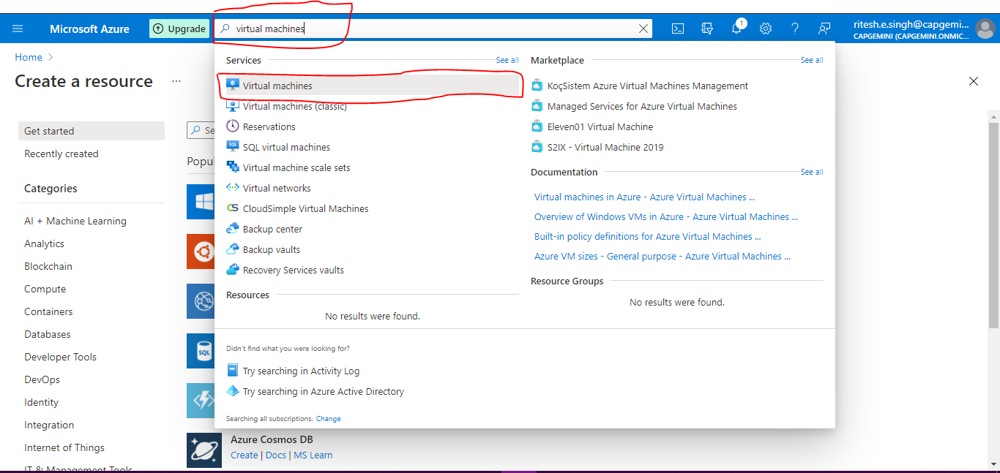 Microsoft Azure
Upgrade
virtual machines
1
ritesh.e.singh@capgemi...
CAPGEMINI (CAPGEMINI.ONMIC...
Home
Create a resource
...
Get started
Recently created
Categories
AI + Machine Learning
Analytics
Blockchain
Compute
Containers
Databases
Developer Tools
DevOps
Identity
Integration
Internet of Things
IT & Management Tools
Se
Popul
SQL
Services
See all
Virtual machines
Virtual machines (classic)
Reservations
SQL
SQL virtual machines
Virtual machine scale sets
Virtual networks
CS
CloudSimple Virtual Machines
Backup center
Backup vaults
Recovery Services vaults
Resources
No results were found.
Marketplace
See all
KoçSistem Azure Virtual Machines Management
Managed Services for Azure Virtual Machines
Eleven01 Virtual Machine
S2IX - Virtual Machine 2019
Documentation
See all
Virtual machines in Azure - Azure Virtual Machines ...
Overview of Windows VMs in Azure - Azure Virtual Machines ...
Built-in policy definitions for Azure Virtual Machines ...
Azure VM sizes - General purpose - Azure Virtual Machines ...
Resource Groups
No results were found.
Didn't find what you were looking for?
Try searching in Activity Log
Try searching in Azure Active Directory
Searching all subscriptions. Change
Azure Cosmos DB
Create | Docs | MS Learn